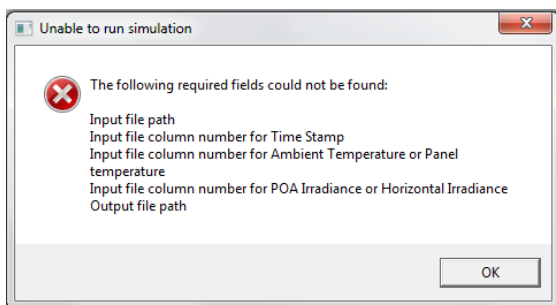 Unable to run simulation
The following required fields could not be found:
Input file path
Input file column number for Time Stamp
Input file column number for Ambient Temperature or Panel
temperature
Input file column number for POA Irradiance or Horizontal Irradiance
Output file path
OK